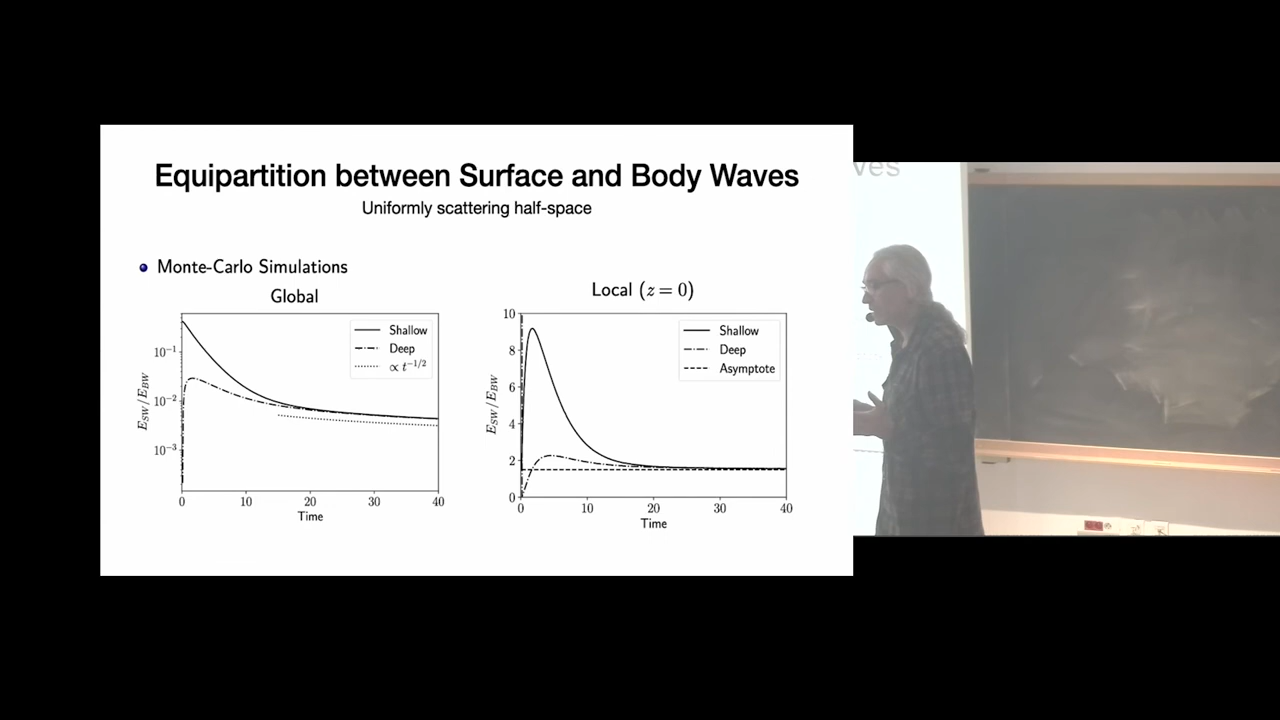 Equipartition between Surface and Body Waves
Uniformly scattering half-space
Monte-Carlo Simulations
Global
Local (z = 0)
10⁻¹
10⁻²
10⁻³
E_SW/E_BW
Shallow
Deep
∝ t^{-1/2}
0 10 20 30 40
Time
10
8
6
4
2
0
E_SW/E_BW
Shallow
Deep
Asymptote
0 10 20 30 40
Time
ves